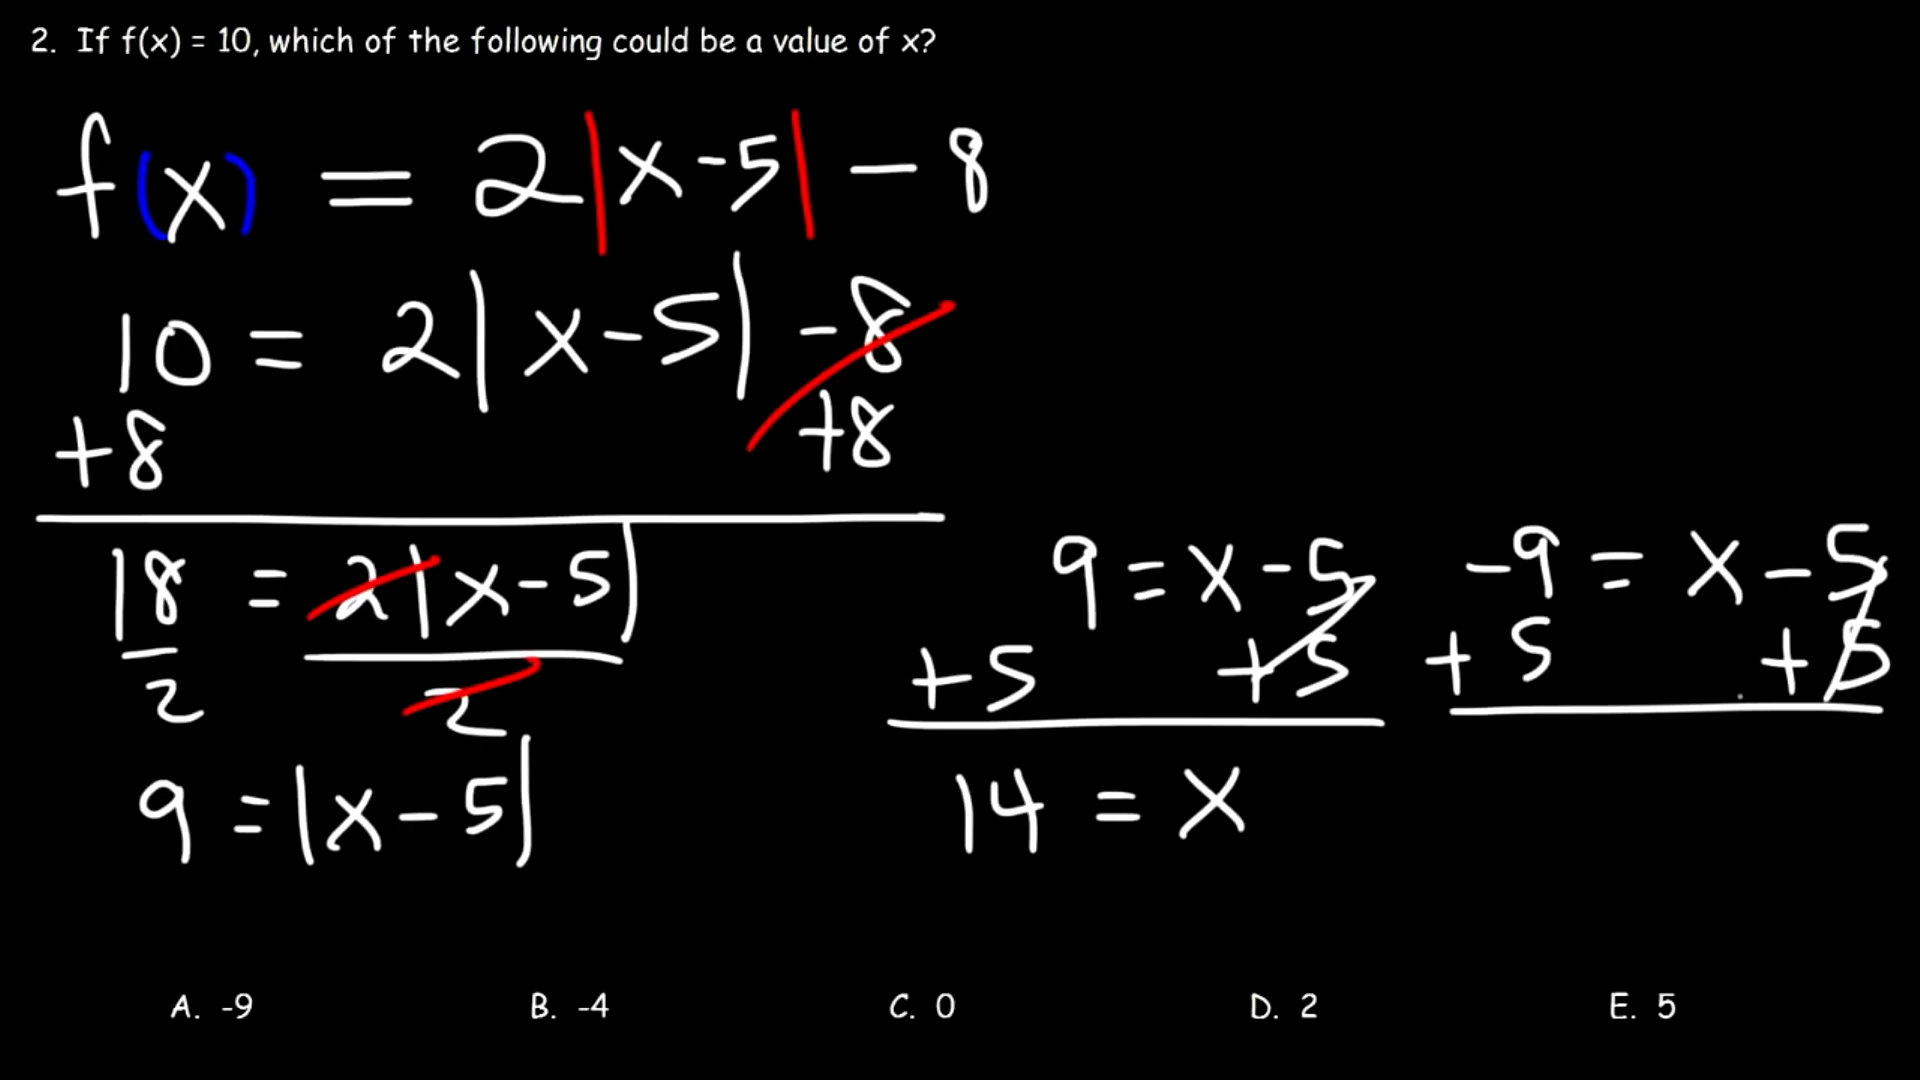 2. If f(x) = 10, which of the following could be a value of x?
f(x) = 2|x-5| - 8
10 = 2|x-5| -8
+8 +8
18 = 2|x-5|
2 2
9 = |x-5|
9 = x-5
+5 +5
14 = x
-9 = x-5
+5 +5
A. -9 B. -4 C. 0 D. 2 E. 5